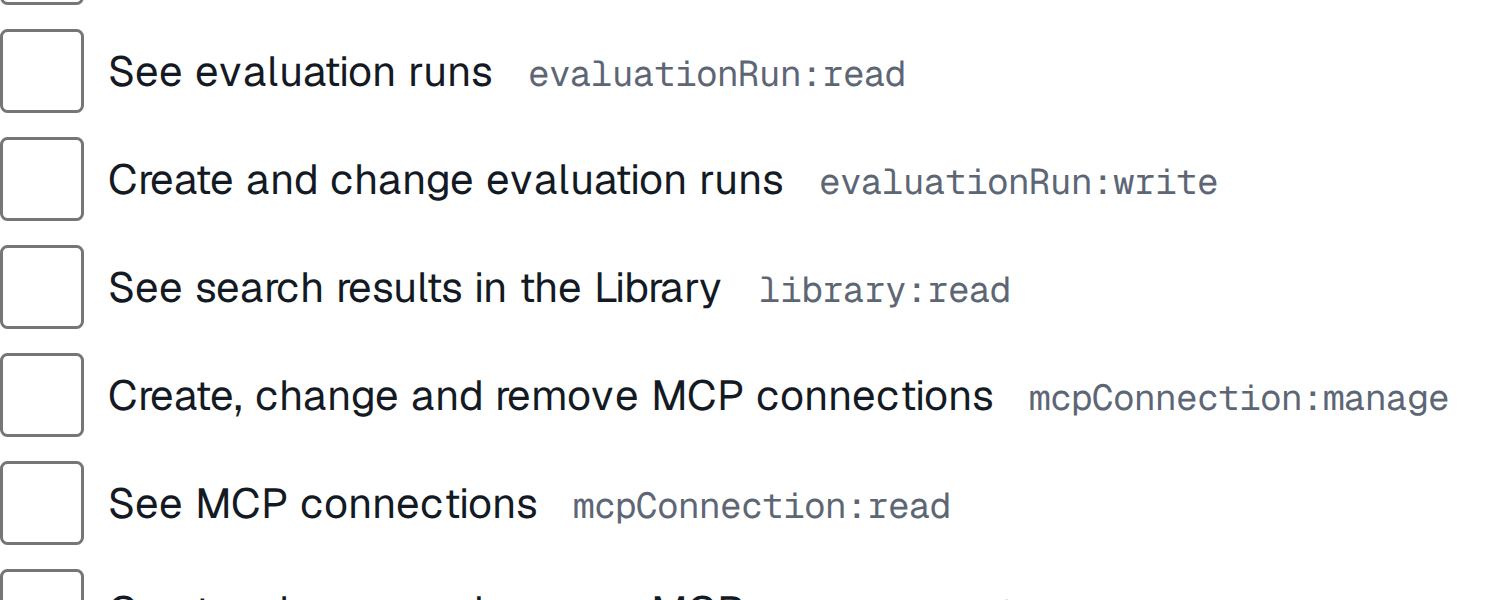 See evaluation runs evaluationRun:read
Create and change evaluation runs evaluationRun:write
See search results in the Library library:read
Create, change and remove MCP connections mcpConnection:manage
See MCP connections mcpConnection:read